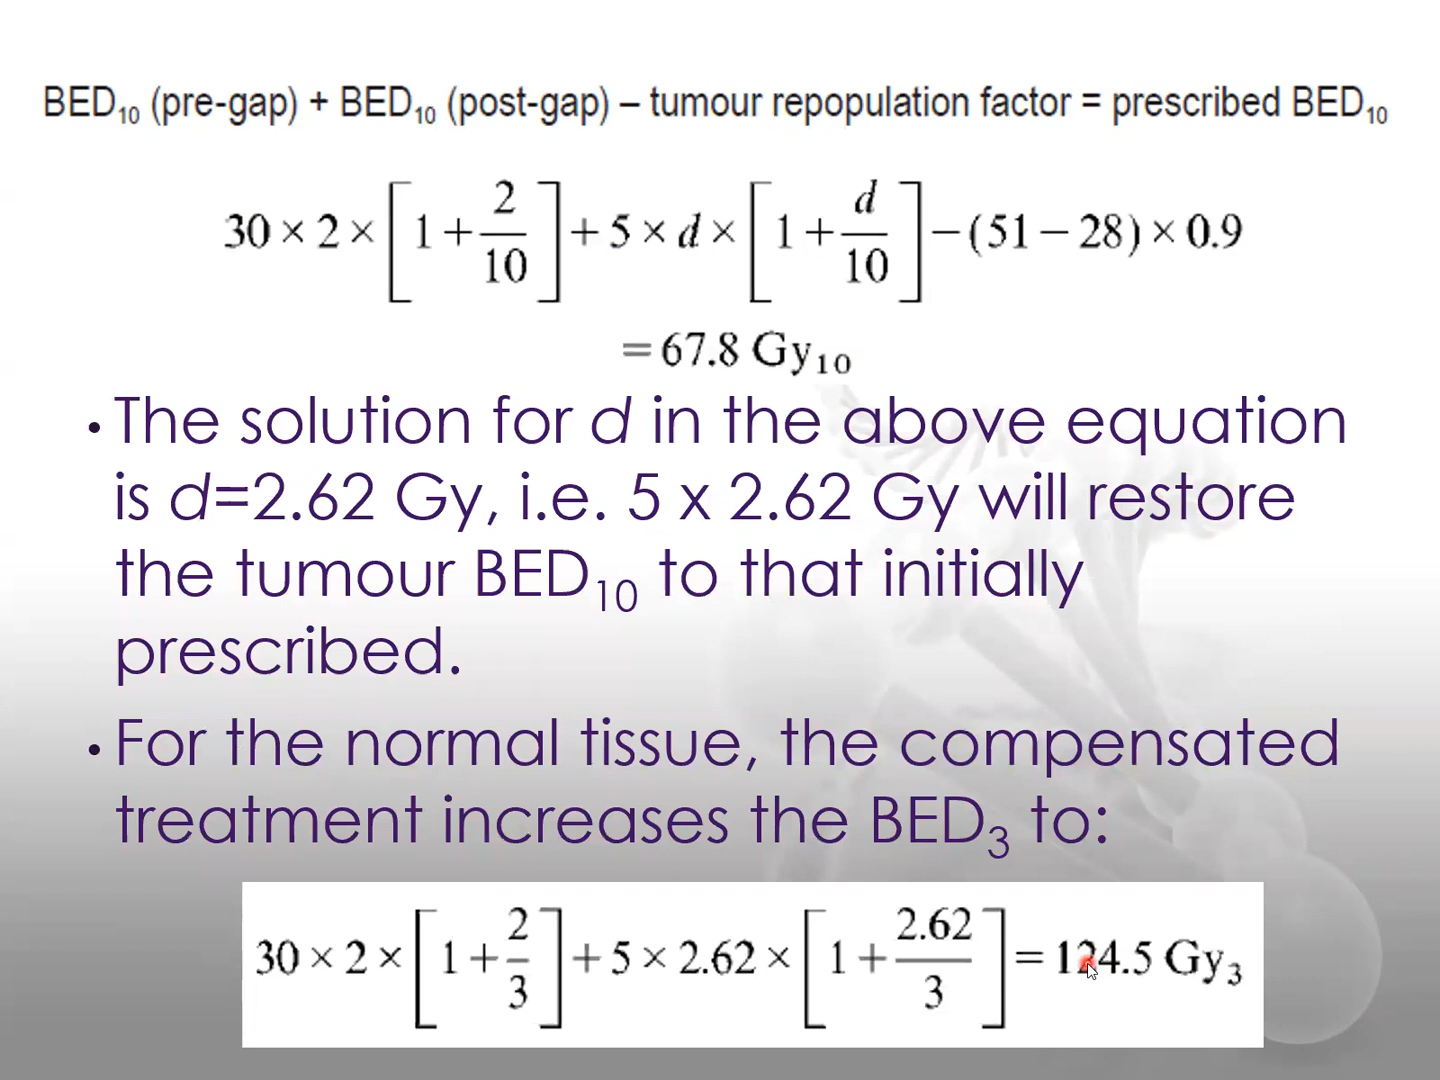 BED₁₀ (pre-gap) + BED₁₀ (post-gap) – tumour repopulation factor = prescribed BED₁₀
30 × 2 × [1 + 2/10] + 5 × d × [1 + d/10] − (51 − 28) × 0.9
= 67.8 Gy₁₀
• The solution for d in the above equation
is d=2.62 Gy, i.e. 5 x 2.62 Gy will restore
the tumour BED₁₀ to that initially
prescribed.
• For the normal tissue, the compensated
treatment increases the BED₃ to:
30 × 2 × [1 + 2/3] + 5 × 2.62 × [1 + 2.62/3] = 124.5 Gy₃